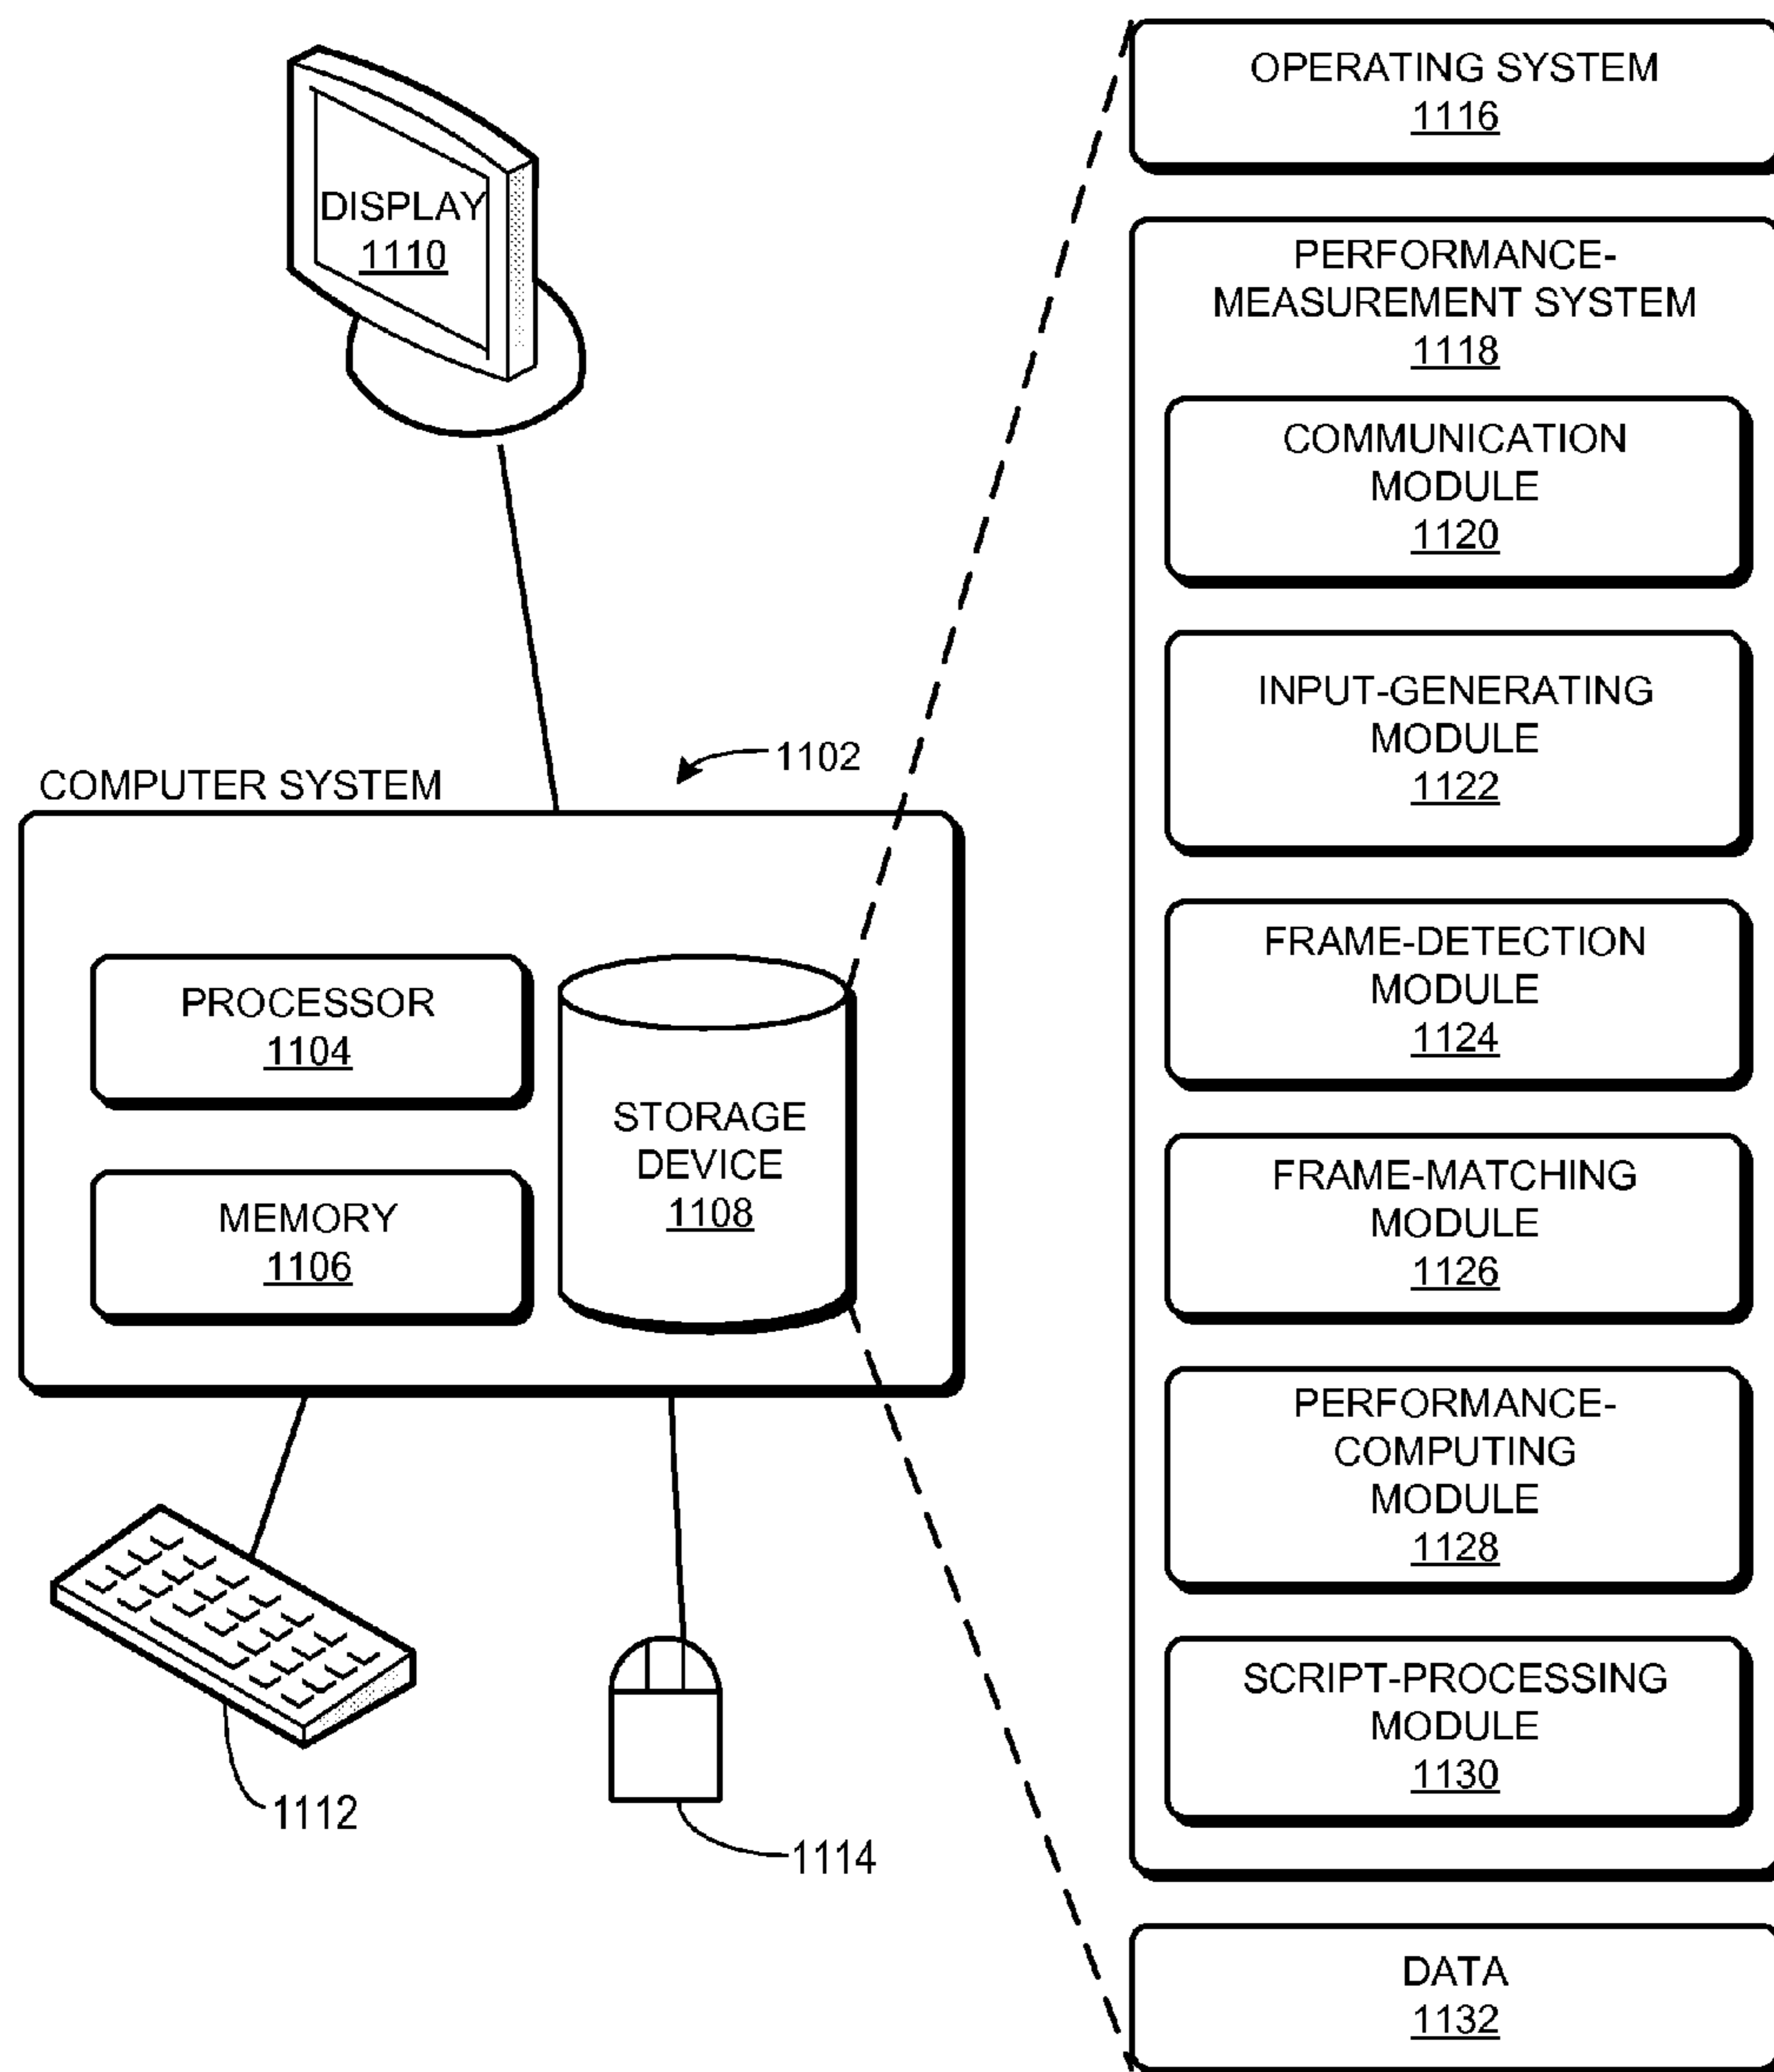 DISPLAY
1110
1102
COMPUTER SYSTEM
PROCESSOR
1104
MEMORY
1106
STORAGE
DEVICE
1108
1112
1114
OPERATING SYSTEM
1116
PERFORMANCE-
MEASUREMENT SYSTEM
1118
COMMUNICATION
MODULE
1120
INPUT-GENERATING
MODULE
1122
FRAME-DETECTION
MODULE
1124
FRAME-MATCHING
MODULE
1126
PERFORMANCE-
COMPUTING
MODULE
1128
SCRIPT-PROCESSING
MODULE
1130
DATA
1132